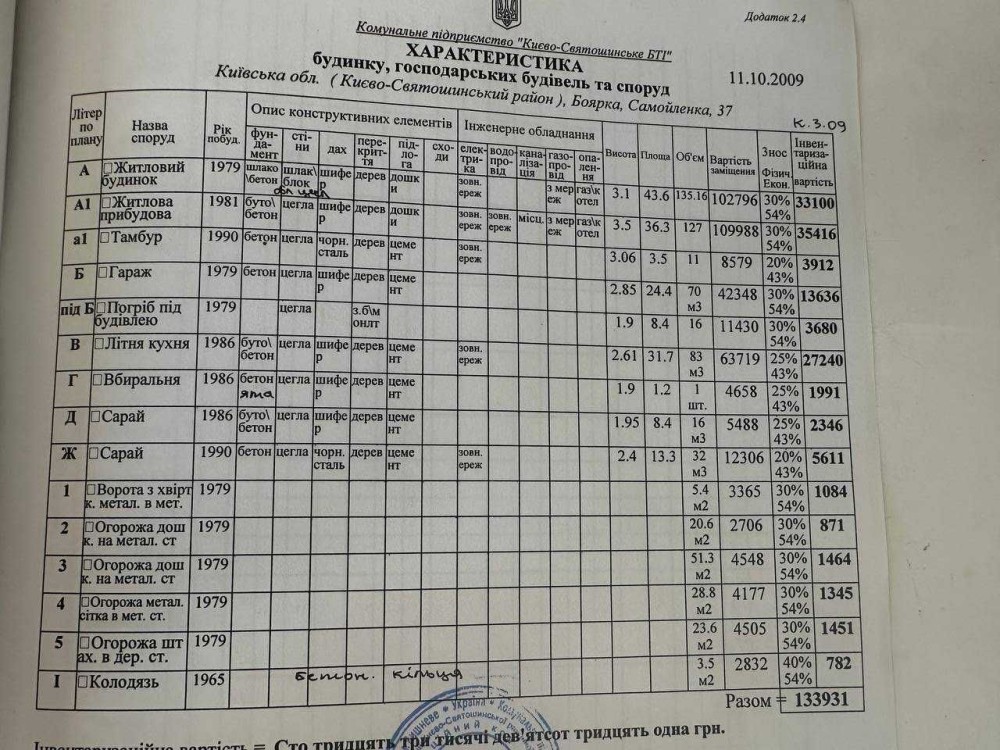 Додаток 2.4
Комунальне підприємство "Києво-Святошинське БТІ"
ХАРАКТЕРИСТИКА
будинку, господарських будівель та споруд
11.10.2009
Київська обл. ( Києво-Святошинський район ), Боярка, Самойленка, 37
к.3.09
Літер по плану | Назва споруд | Рік побуд. | Опис конструктивних елементів | Інженерне обладнання | Висота | Площа | Об'єм | Вартість заміщення | Знос Фізич. Екон. | Інвентаризаційна вартість
фундамент | стіни | дах | перекриття | підлога | сходи | електрика | водопровід | каналізація | газопровід | опалення
А | Житловий будинок | 1979 | шлако\бетон | шлак\блок | шифер | дерев | дошки | зовн. ереж | з мереж | газ\котел | 3.1 | 43.6 | 135.16 | 102796 | 30% 54% | 33100
А1 | Житлова прибудова | 1981 | буто\бетон | цегла | шифер | дерев | дошки | зовн. ереж | зовн. ереж | місц. | з мереж | газ\котел | 3.5 | 36.3 | 127 | 109988 | 30% 54% | 35416
а1 | Тамбур | 1990 | бетон | цегла | чорн. сталь | дерев | цемент | зовн. ереж | 3.06 | 3.5 | 11 | 8579 | 20% 43% | 3912
Б | Гараж | 1979 | бетон | цегла | шифер | дерев | цемент | 2.85 | 24.4 | 70 м3 | 42348 | 30% 54% | 13636
під Б | Погріб під будівлею | 1979 | цегла | з.б\монлт | 1.9 | 8.4 | 16 | 11430 | 30% 54% | 3680
В | Літня кухня | 1986 | буто\бетон | цегла | шифер | дерев | цемент | зовн. ереж | 2.61 | 31.7 | 83 м3 | 63719 | 25% 43% | 27240
Г | Вбиральня | 1986 | бетон яма | цегла | шифер | дерев | цемент | 1.9 | 1.2 | 1 шт. | 4658 | 25% 43% | 1991
Д | Сарай | 1986 | буто\бетон | цегла | шифер | дерев | цемент | 1.95 | 8.4 | 16 м3 | 5488 | 25% 43% | 2346
Ж | Сарай | 1990 | бетон | цегла | чорн. сталь | дерев | цемент | зовн. ереж | 2.4 | 13.3 | 32 м3 | 12306 | 20% 43% | 5611
1 | Ворота з хвірт к. метал. в мет. | 1979 | 5.4 м2 | 3365 | 30% 54% | 1084
2 | Огорожа дош к. на метал. ст | 1979 | 20.6 м2 | 2706 | 30% 54% | 871
3 | Огорожа дош к. на метал. ст | 1979 | 51.3 м2 | 4548 | 30% 54% | 1464
4 | Огорожа метал. сітка в мет. ст. | 1979 | 28.8 м2 | 4177 | 30% 54% | 1345
5 | Огорожа шт ах. в дер. ст. | 1979 | 23.6 м2 | 4505 | 30% 54% | 1451
І | Колодязь | 1965 | бетон. кільця | 3.5 м2 | 2832 | 40% 54% | 782
Разом = 133931
Інвентаризаційна вартість = Сто тридцять три тисячі дев'ятсот тридцять одна грн.